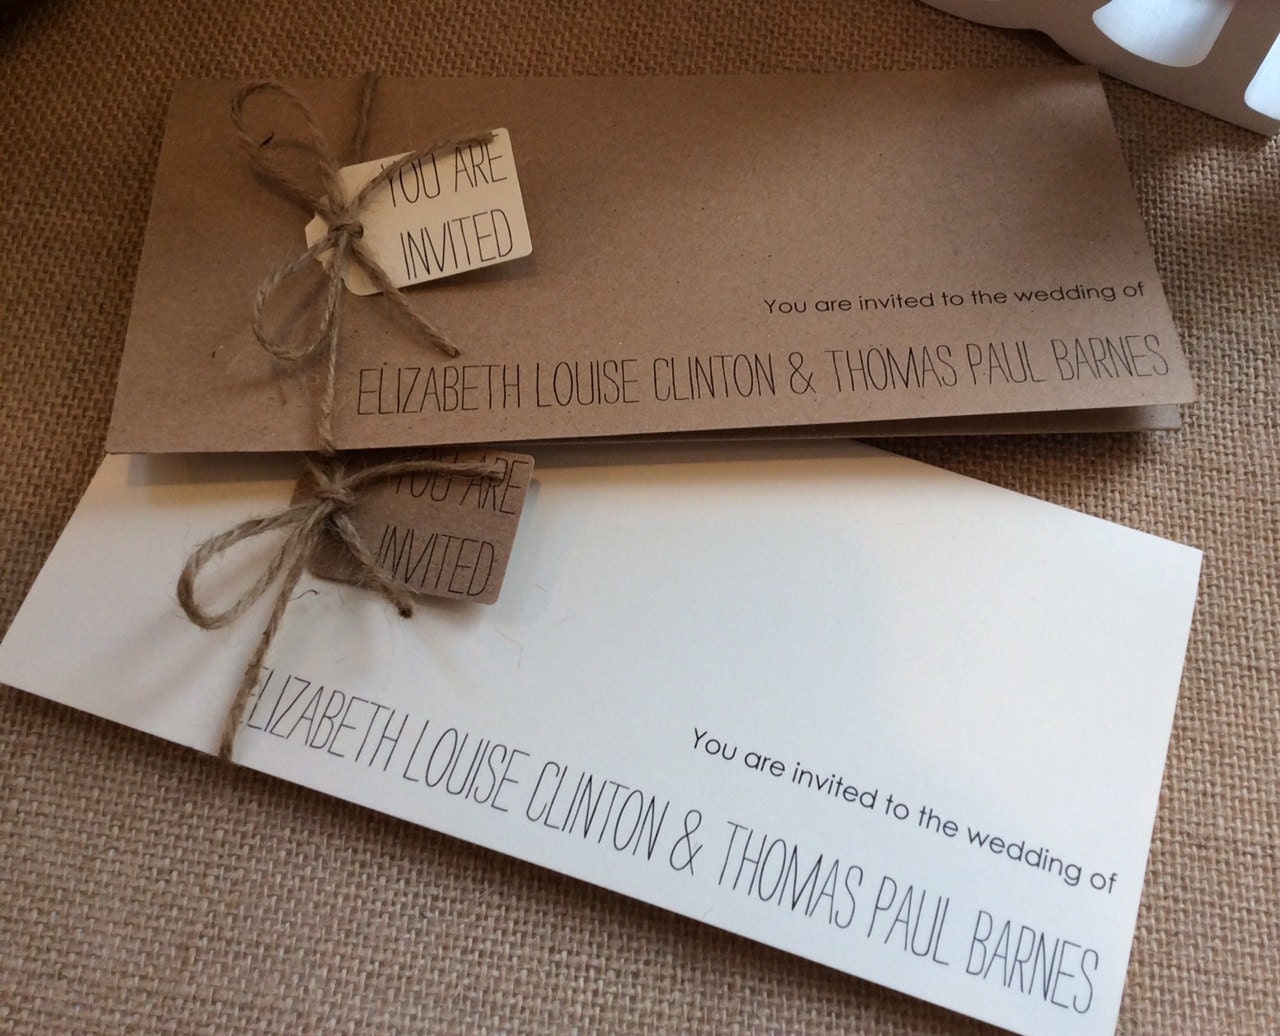 YOU ARE
INVITED
You are invited to the wedding of
ELIZABETH LOUISE CLINTON & THOMAS PAUL BARNES
YOU ARE
INVITED
You are invited to the wedding of
ELIZABETH LOUISE CLINTON & THOMAS PAUL BARNES